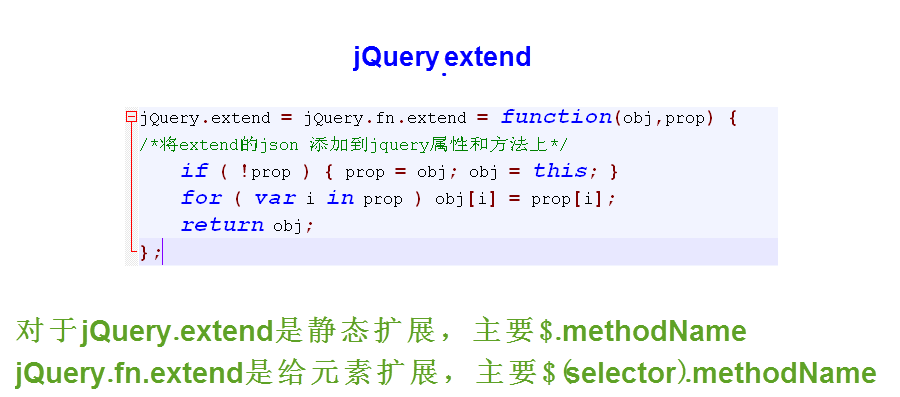 jQuery.extend
jQuery.extend = jQuery.fn.extend = function(obj,prop) {
/*将extend的json 添加到jquery属性和方法上*/
if ( !prop ) { prop = obj; obj = this; }
for ( var i in prop ) obj[i] = prop[i];
return obj;
};
对于jQuery.extend是静态扩展，主要$.methodName
jQuery.fn.extend是给元素扩展，主要$(selector).methodName